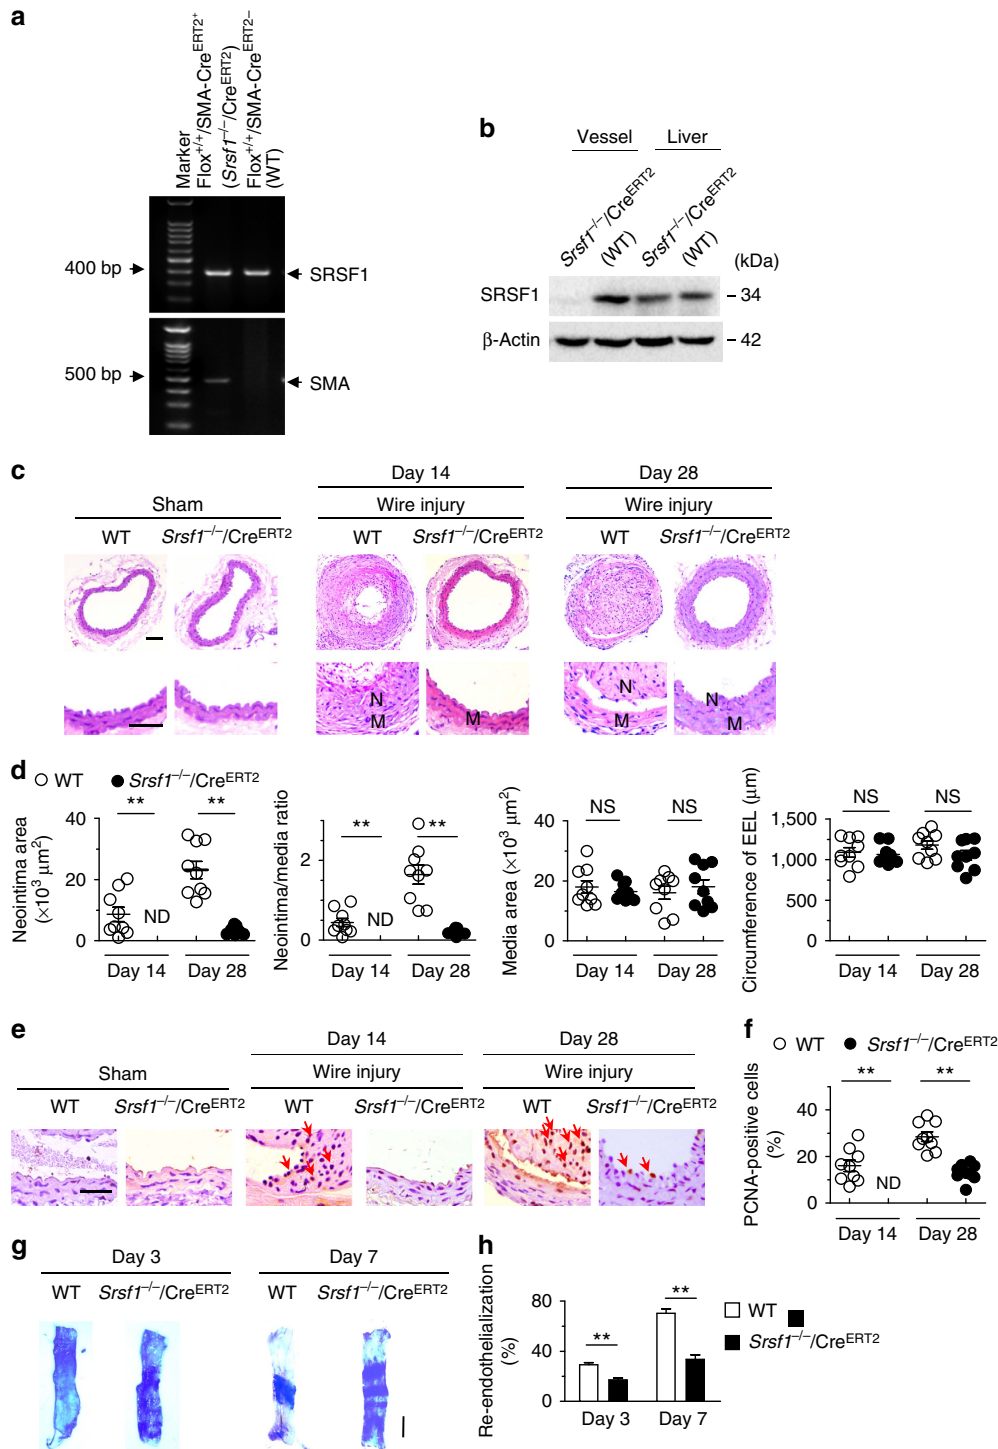 a
Marker
Flox+/+/SMA-CreERT2+
(Srsf1−/−/CreERT2)
Flox+/+/SMA-CreERT2−
(WT)
400 bp
SRSF1
500 bp
SMA
b
Vessel Liver
Srsf1−/−/CreERT2
(WT)
Srsf1−/−/CreERT2
(WT)
(kDa)
SRSF1
34
β-Actin
42
c
Day 14 Day 28
Sham Wire injury Wire injury
WT Srsf1−/−/CreERT2 WT Srsf1−/−/CreERT2 WT Srsf1−/−/CreERT2
N
M
M
N
M
N
M
d
WT Srsf1−/−/CreERT2
Neointima area
(×10³ μm²)
40
20
0
** **
ND
Day 14 Day 28
Neointima/media ratio
2
0
** **
ND
Day 14 Day 28
Media area (×10³ μm²)
40
20
0
NS NS
Day 14 Day 28
Circumference of EEL (μm)
1,500
1,000
500
0
NS NS
Day 14 Day 28
e
Day 14 Day 28
Sham Wire injury Wire injury
WT Srsf1−/−/CreERT2 WT Srsf1−/−/CreERT2 WT Srsf1−/−/CreERT2
f
WT Srsf1−/−/CreERT2
PCNA-positive cells
(%)
40
20
0
** **
ND
Day 14 Day 28
g
Day 3 Day 7
WT Srsf1−/−/CreERT2 WT Srsf1−/−/CreERT2
h
Re-endothelialization
(%)
80
40
0
** **
Day 3 Day 7
WT
Srsf1−/−/CreERT2